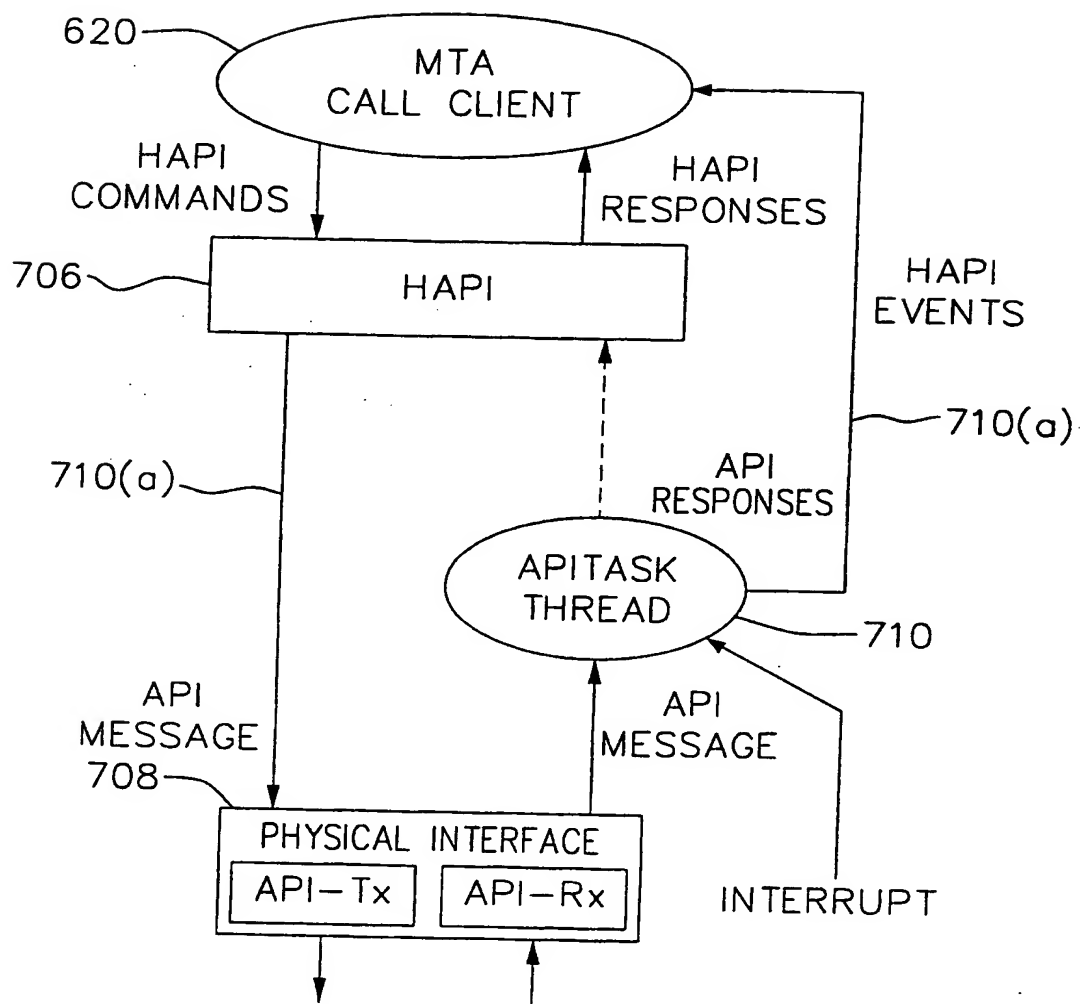 620
MTA
CALL CLIENT
HAPI
COMMANDS
HAPI
RESPONSES
706
HAPI
HAPI
EVENTS
710(a)
710(a)
API
RESPONSES
APITASK
THREAD
710
API
MESSAGE
API
MESSAGE
708
PHYSICAL INTERFACE
API-Tx
API-Rx
INTERRUPT